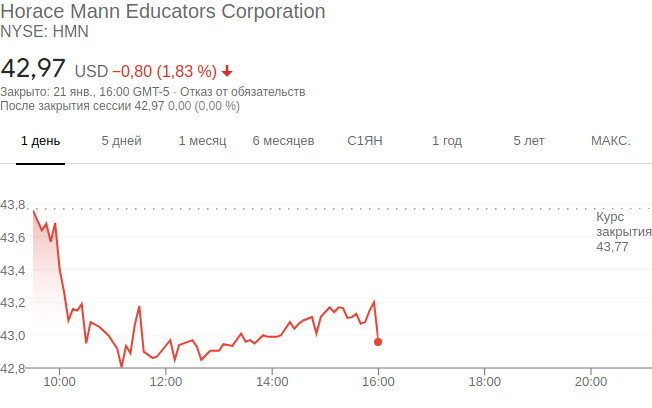 Horace Mann Educators Corporation
NYSE: HMN
42,97 USD −0,80 (1,83 %)
Закрыто: 21 янв., 16:00 GMT-5 · Отказ от обязательств
После закрытия сессии 42,97 0,00 (0,00 %)
1 день 5 дней 1 месяц 6 месяцев С1ЯН 1 год 5 лет МАКС.
43,8
Курс
закрытия
43,77
43,6
43,4
43,2
43,0
42,8
10:00 12:00 14:00 16:00 18:00 20:00